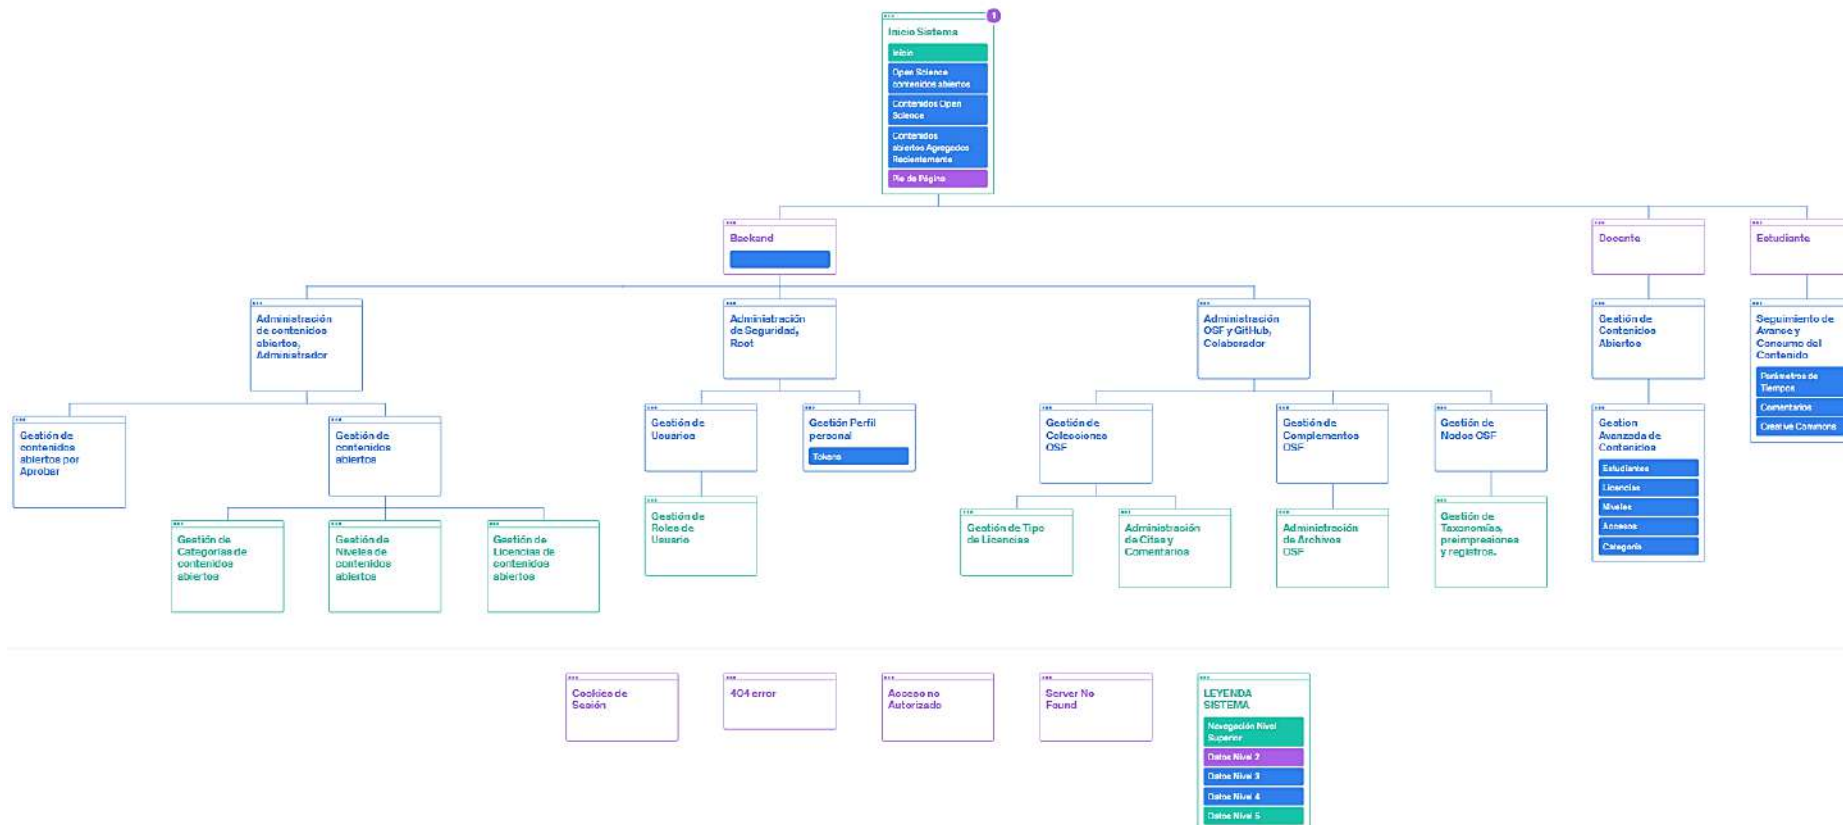 1
Inicio Sistema
Inicio
Open Science
contenidos abiertos
Contenidos Open
Science
Contenidos
abiertos Agregados
Recientemente
Pie de Página
Backend
Docente
Estudiante
Administración
de contenidos
abiertos,
Administrador
Administración
de Seguridad,
Root
Administración
OSF y GitHub,
Colaborador
Gestión de
Contenidos
Abiertos
Seguimiento de
Avance y
Consumo del
Contenido
Parámetros de
Tiempos
Comentarios
Creative Commons
Gestión de
contenidos
abiertos por
Aprobar
Gestión de
contenidos
abiertos
Gestión de
Usuarios
Gestión Perfil
personal
Tokens
Gestión de
Colecciones
OSF
Gestión de
Complementos
OSF
Gestión de
Nodos OSF
Gestion
Avanzada de
Contenidos
Estudiantes
Licencias
Niveles
Accesos
Categoría
Gestión de
Categorías de
contenidos
abiertos
Gestión de
Niveles de
contenidos
abiertos
Gestión de
Licencias de
contenidos
abiertos
Gestión de
Roles de
Usuario
Gestión de Tipo
de Licencias
Administración
de Citas y
Comentarios
Administración
de Archivos
OSF
Gestión de
Taxonomías,
preimpresiones
y registros.
Cookies de
Sesión
404 error
Acceso no
Autorizado
Server No
Found
LEYENDA
SISTEMA
Navegación Nivel
Superior
Datos Nivel 2
Datos Nivel 3
Datos Nivel 4
Datos Nivel 5